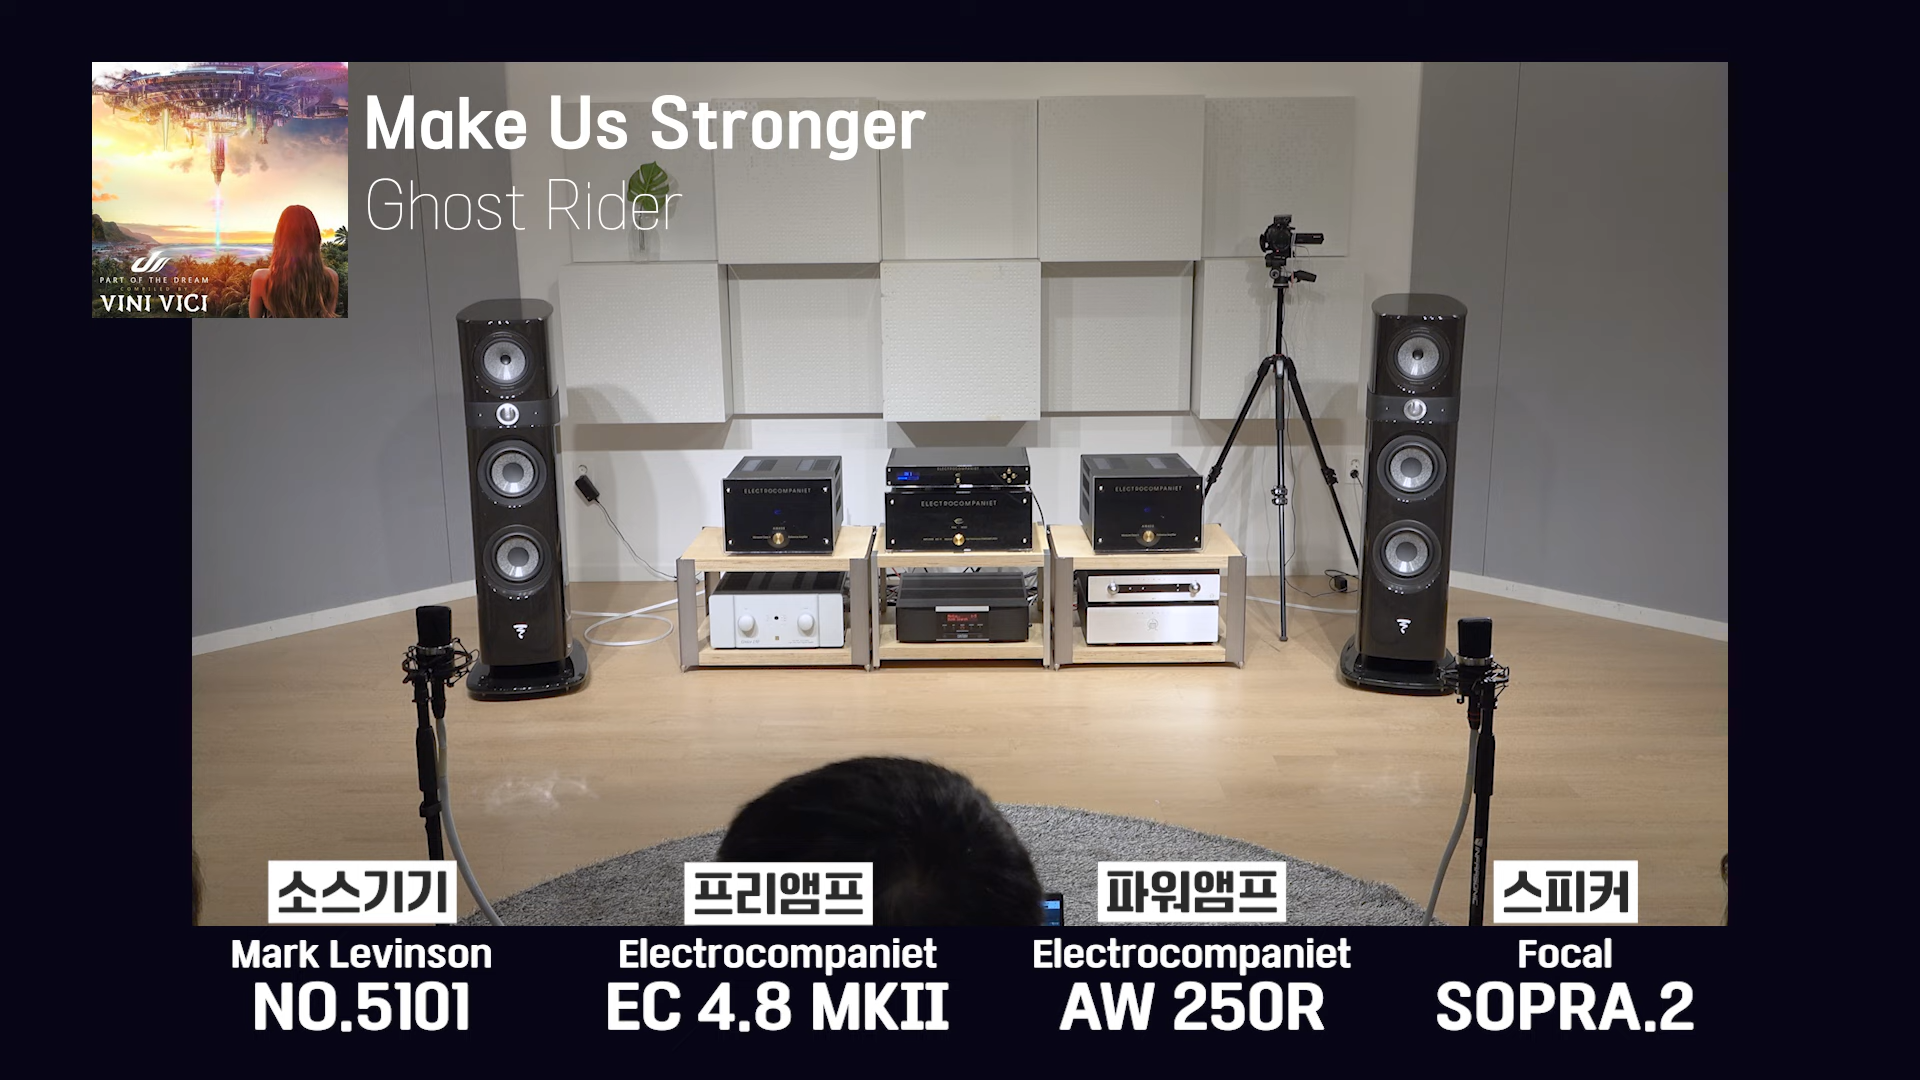 Make Us Stronger
Ghost Rider
PART OF THE DREAM
COMPILED BY
VINI VICI
ELECTROCOMPANIET
ELECTROCOMPANIET
ELECTROCOMPANIET
ELECTROCOMPANIET
소스기기
프리앰프
파워앰프
스피커
Mark Levinson
NO.5101
Electrocompaniet
EC 4.8 MKII
Electrocompaniet
AW 250R
Focal
SOPRA.2